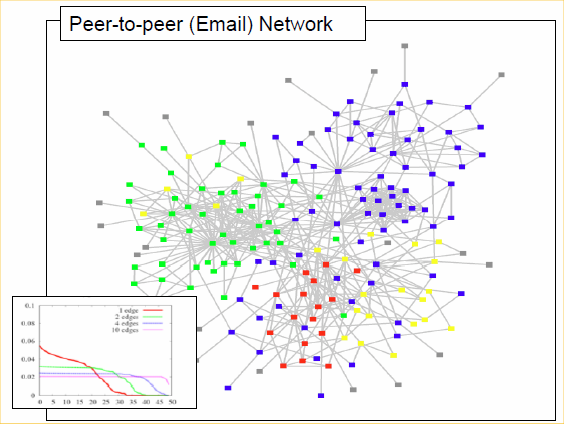 Peer-to-peer (Email) Network
0.1
0.08
0.06
0.04
0.02
0
1 edge
2 edges
4 edges
10 edges
0 5 10 15 20 25 30 35 40 45 50